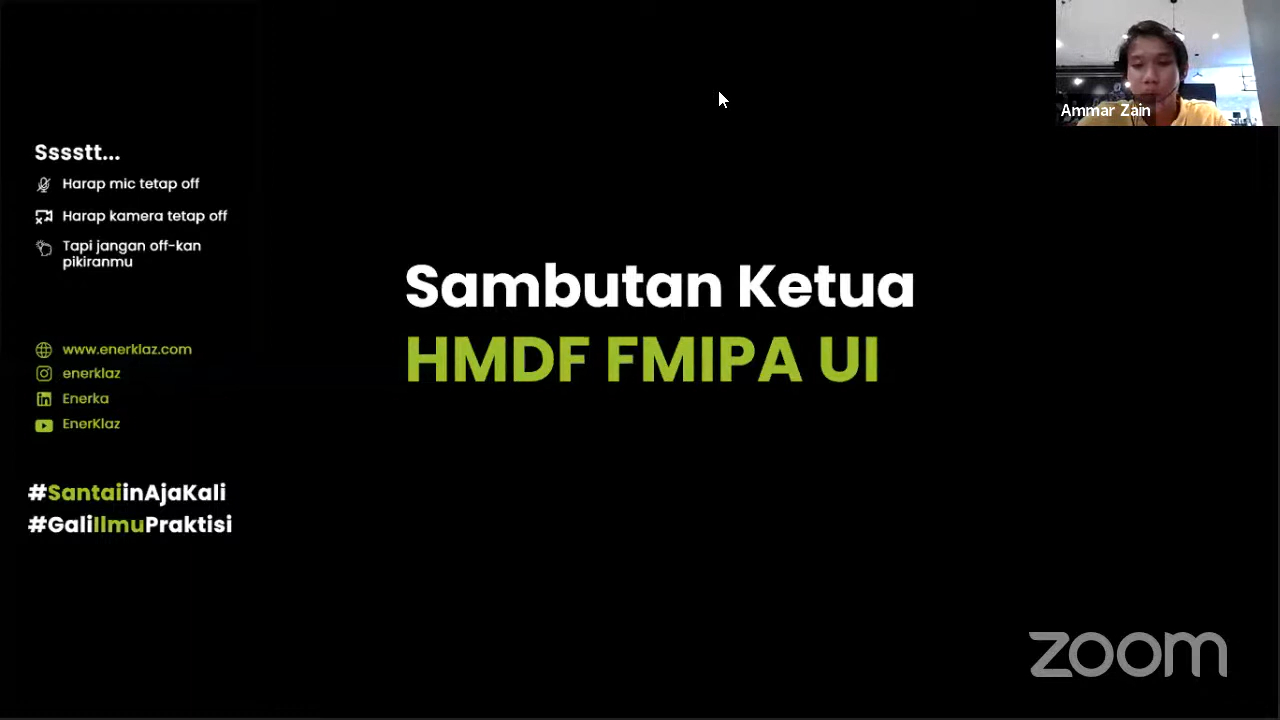 Ammar Zain
Sssstt...
Harap mic tetap off
Harap kamera tetap off
Tapi jangan off-kan
pikiranmu
www.enerklaz.com
enerklaz
Enerka
EnerKlaz
#SantaiinAjaKali
#GaliIlmuPraktisi
Sambutan Ketua
HMDF FMIPA UI
zoom